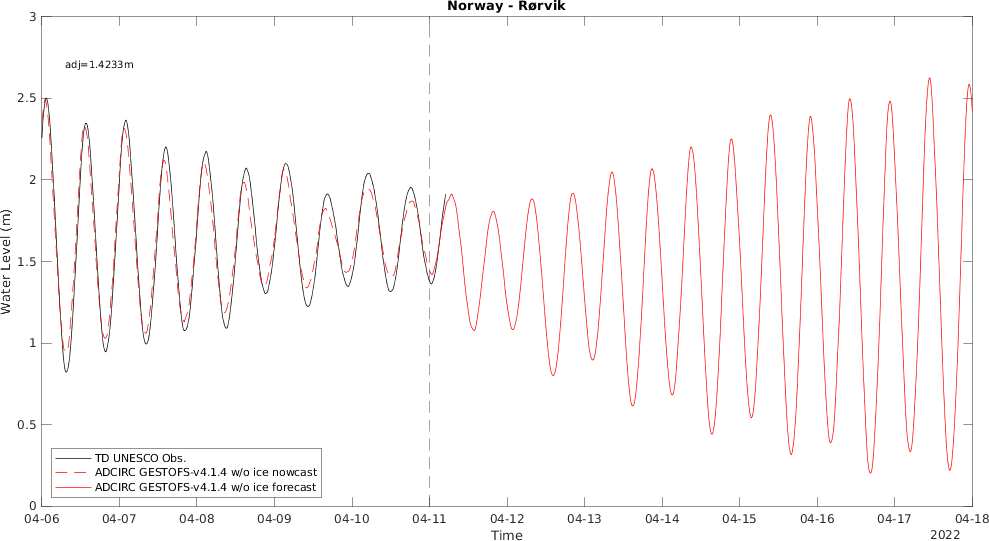 Norway - Rørvik
adj=1.4233m
Water Level (m)
3
2.5
2
1.5
1
0.5
0
TD UNESCO Obs.
ADCIRC GESTOFS-v4.1.4 w/o ice nowcast
ADCIRC GESTOFS-v4.1.4 w/o ice forecast
04-06 04-07 04-08 04-09 04-10 04-11 04-12 04-13 04-14 04-15 04-16 04-17 04-18
Time
2022